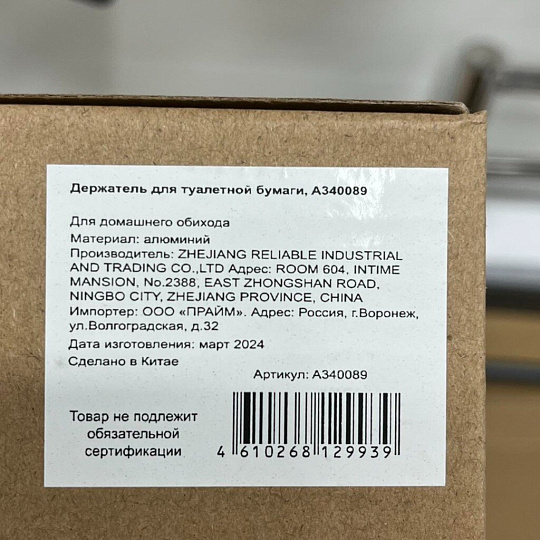 Держатель для туалетной бумаги, А340089
Для домашнего обихода
Материал: алюминий
Производитель: ZHEJIANG RELIABLE INDUSTRIAL
AND TRADING CO.,LTD Адрес: ROOM 604, INTIME
MANSION, No.2388, EAST ZHONGSHAN ROAD,
NINGBO CITY, ZHEJIANG PROVINCE, CHINA
Импортер: ООО «ПРАЙМ». Адрес: Россия, г.Воронеж,
ул.Волгоградская, д.32
Дата изготовления: март 2024
Сделано в Китае
Артикул: А340089
Товар не подлежит
обязательной
сертификации
4 610268 129939